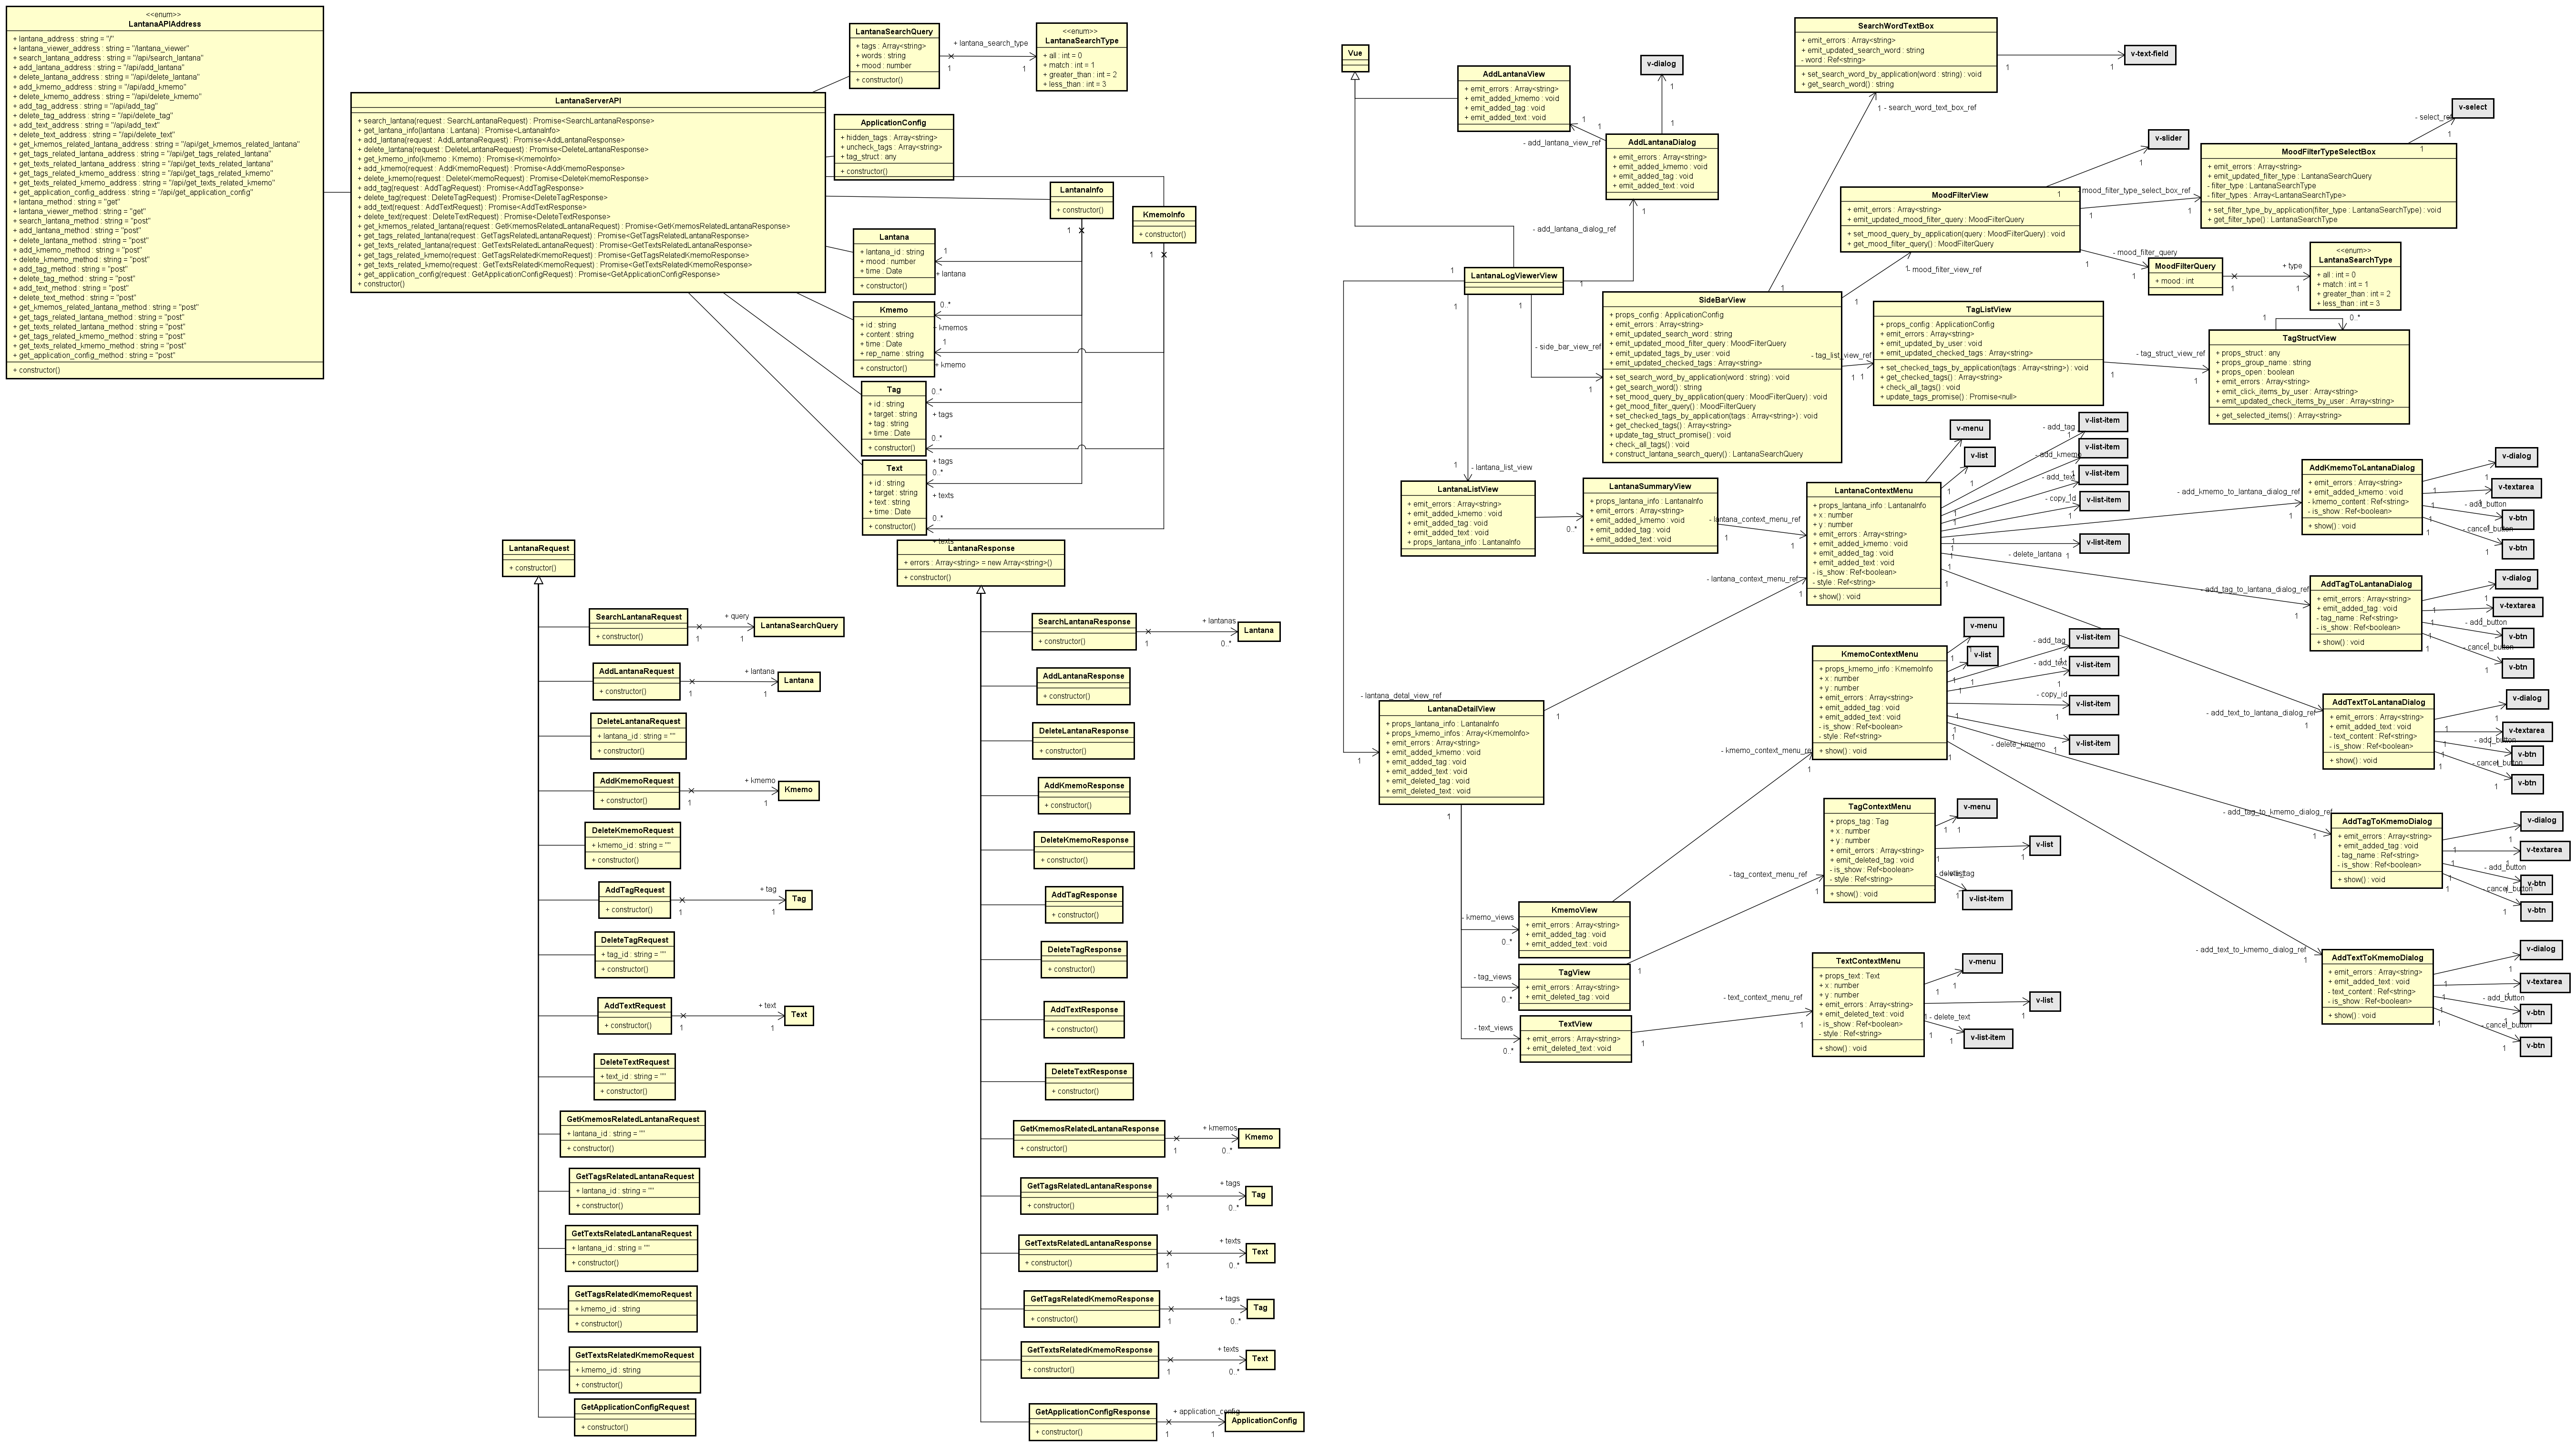 <<enum>>
LantanaAPIAddress
+ lantana_address : string = "/"
+ lantana_viewer_address : string = "/lantana_viewer"
+ search_lantana_address : string = "/api/search_lantana"
+ add_lantana_address : string = "/api/add_lantana"
+ delete_lantana_address : string = "/api/delete_lantana"
+ add_kmemo_address : string = "/api/add_kmemo"
+ delete_kmemo_address : string = "/api/delete_kmemo"
+ add_tag_address : string = "/api/add_tag"
+ delete_tag_address : string = "/api/delete_tag"
+ add_text_address : string = "/api/add_text"
+ delete_text_address : string = "/api/delete_text"
+ get_kmemos_related_lantana_address : string = "/api/get_kmemos_related_lantana"
+ get_tags_related_lantana_address : string = "/api/get_tags_related_lantana"
+ get_texts_related_lantana_address : string = "/api/get_texts_related_lantana"
+ get_tags_related_kmemo_address : string = "/api/get_tags_related_kmemo"
+ get_texts_related_kmemo_address : string = "/api/get_texts_related_kmemo"
+ get_application_config_address : string = "/api/get_application_config"
+ lantana_method : string = "get"
+ lantana_viewer_method : string = "get"
+ search_lantana_method : string = "post"
+ add_lantana_method : string = "post"
+ delete_lantana_method : string = "post"
+ add_kmemo_method : string = "post"
+ delete_kmemo_method : string = "post"
+ add_tag_method : string = "post"
+ delete_tag_method : string = "post"
+ add_text_method : string = "post"
+ delete_text_method : string = "post"
+ get_kmemos_related_lantana_method : string = "post"
+ get_tags_related_lantana_method : string = "post"
+ get_texts_related_lantana_method : string = "post"
+ get_tags_related_kmemo_method : string = "post"
+ get_texts_related_kmemo_method : string = "post"
+ get_application_config_method : string = "post"
+ constructor()
LantanaServerAPI
+ search_lantana(request : SearchLantanaRequest) : Promise<SearchLantanaResponse>
+ get_lantana_info(lantana : Lantana) : Promise<LantanaInfo>
+ add_lantana(request : AddLantanaRequest) : Promise<AddLantanaResponse>
+ delete_lantana(request : DeleteLantanaRequest) : Promise<DeleteLantanaResponse>
+ get_kmemo_info(kmemo : Kmemo) : Promise<KmemoInfo>
+ add_kmemo(request : AddKmemoRequest) : Promise<AddKmemoResponse>
+ delete_kmemo(request : DeleteKmemoRequest) : Promise<DeleteKmemoResponse>
+ add_tag(request : AddTagRequest) : Promise<AddTagResponse>
+ delete_tag(request : DeleteTagRequest) : Promise<DeleteTagResponse>
+ add_text(request : AddTextRequest) : Promise<AddTextResponse>
+ delete_text(request : DeleteTextRequest) : Promise<DeleteTextResponse>
+ get_kmemos_related_lantana(request : GetKmemosRelatedLantanaRequest) : Promise<GetKmemosRelatedLantanaResponse>
+ get_tags_related_lantana(request : GetTagsRelatedLantanaRequest) : Promise<GetTagsRelatedLantanaResponse>
+ get_texts_related_lantana(request : GetTextsRelatedLantanaRequest) : Promise<GetTextsRelatedLantanaResponse>
+ get_tags_related_kmemo(request : GetTagsRelatedKmemoRequest) : Promise<GetTagsRelatedKmemoResponse>
+ get_texts_related_kmemo(request : GetTextsRelatedKmemoRequest) : Promise<GetTextsRelatedKmemoResponse>
+ get_application_config(request : GetApplicationConfigRequest) : Promise<GetApplicationConfigResponse>
+ constructor()
LantanaSearchQuery
+ tags : Array<string>
+ words : string
+ mood : number
+ constructor()
+ lantana_search_type
1
1
<<enum>>
LantanaSearchType
+ all : int = 0
+ match : int = 1
+ greater_than : int = 2
+ less_than : int = 3
ApplicationConfig
+ hidden_tags : Array<string>
+ uncheck_tags : Array<string>
+ tag_struct : any
+ constructor()
LantanaInfo
+ constructor()
KmemoInfo
+ constructor()
1
1
Lantana
+ lantana_id : string
+ mood : number
+ time : Date
+ constructor()
1
+ lantana
Kmemo
+ id : string
+ content : string
+ time : Date
+ rep_name : string
+ constructor()
0..*
- kmemos
1
+ kmemo
Tag
+ id : string
+ target : string
+ tag : string
+ time : Date
+ constructor()
0..*
+ tags
0..*
+ tags
Text
+ id : string
+ target : string
+ text : string
+ time : Date
+ constructor()
0..*
+ texts
0..*
+ texts
LantanaRequest
+ constructor()
SearchLantanaRequest
+ constructor()
+ query
1
1
LantanaSearchQuery
AddLantanaRequest
+ constructor()
+ lantana
1
1
Lantana
DeleteLantanaRequest
+ lantana_id : string = ""
+ constructor()
AddKmemoRequest
+ constructor()
+ kmemo
1
1
Kmemo
DeleteKmemoRequest
+ kmemo_id : string = ""
+ constructor()
AddTagRequest
+ constructor()
+ tag
1
1
Tag
DeleteTagRequest
+ tag_id : string = ""
+ constructor()
AddTextRequest
+ constructor()
+ text
1
1
Text
DeleteTextRequest
+ text_id : string = ""
+ constructor()
GetKmemosRelatedLantanaRequest
+ lantana_id : string = ""
+ constructor()
GetTagsRelatedLantanaRequest
+ lantana_id : string = ""
+ constructor()
GetTextsRelatedLantanaRequest
+ lantana_id : string = ""
+ constructor()
GetTagsRelatedKmemoRequest
+ kmemo_id : string
+ constructor()
GetTextsRelatedKmemoRequest
+ kmemo_id : string
+ constructor()
GetApplicationConfigRequest
+ constructor()
LantanaResponse
+ errors : Array<string> = new Array<string>()
+ constructor()
SearchLantanaResponse
+ constructor()
+ lantanas
1
0..*
Lantana
AddLantanaResponse
+ constructor()
DeleteLantanaResponse
+ constructor()
AddKmemoResponse
+ constructor()
DeleteKmemoResponse
+ constructor()
AddTagResponse
+ constructor()
DeleteTagResponse
+ constructor()
AddTextResponse
+ constructor()
DeleteTextResponse
+ constructor()
GetKmemosRelatedLantanaResponse
+ constructor()
+ kmemos
1
0..*
Kmemo
GetTagsRelatedLantanaResponse
+ constructor()
+ tags
1
0..*
Tag
GetTextsRelatedLantanaResponse
+ constructor()
+ texts
1
0..*
Text
GetTagsRelatedKmemoResponse
+ constructor()
+ tags
1
0..*
Tag
GetTextsRelatedKmemoResponse
+ constructor()
+ texts
1
0..*
Text
GetApplicationConfigResponse
+ constructor()
+ application_config
1
1
ApplicationConfig
Vue
AddLantanaView
+ emit_errors : Array<string>
+ emit_added_kmemo : void
+ emit_added_tag : void
+ emit_added_text : void
1
1
- add_lantana_view_ref
v-dialog
1
1
AddLantanaDialog
+ emit_errors : Array<string>
+ emit_added_kmemo : void
+ emit_added_tag : void
+ emit_added_text : void
1
- add_lantana_dialog_ref
LantanaLogViewerView
1
1
1
1
- side_bar_view_ref
1
SideBarView
+ props_config : ApplicationConfig
+ emit_errors : Array<string>
+ emit_updated_search_word : string
+ emit_updated_mood_filter_query : MoodFilterQuery
+ emit_updated_tags_by_user : void
+ emit_updated_checked_tags : Array<string>
+ set_search_word_by_application(word : string) : void
+ get_search_word() : string
+ set_mood_query_by_application(query : MoodFilterQuery) : void
+ get_mood_filter_query() : MoodFilterQuery
+ set_checked_tags_by_application(tags : Array<string>) : void
+ get_checked_tags() : Array<string>
+ update_tag_struct_promise() : void
+ check_all_tags() : void
+ construct_lantana_search_query() : LantanaSearchQuery
SearchWordTextBox
+ emit_errors : Array<string>
+ emit_updated_search_word : string
- word : Ref<string>
+ set_search_word_by_application(word : string) : void
+ get_search_word() : string
1
1
v-text-field
1
- search_word_text_box_ref
1
MoodFilterView
+ emit_errors : Array<string>
+ emit_updated_mood_filter_query : MoodFilterQuery
+ set_mood_query_by_application(query : MoodFilterQuery) : void
+ get_mood_filter_query() : MoodFilterQuery
1
- mood_filter_view_ref
1
v-slider
1
1
- mood_filter_type_select_box_ref
1
1
MoodFilterTypeSelectBox
+ emit_errors : Array<string>
+ emit_updated_filter_type : LantanaSearchQuery
- filter_type : LantanaSearchType
- filter_types : Array<LantanaSearchType>
+ set_filter_type_by_application(filter_type : LantanaSearchType) : void
+ get_filter_type() : LantanaSearchType
v-select
- select_ref
1
1
- mood_filter_query
1
1
MoodFilterQuery
+ mood : int
+ type
1
1
<<enum>>
LantanaSearchType
+ all : int = 0
+ match : int = 1
+ greater_than : int = 2
+ less_than : int = 3
TagListView
+ props_config : ApplicationConfig
+ emit_errors : Array<string>
+ emit_updated_by_user : void
+ emit_updated_checked_tags : Array<string>
+ set_checked_tags_by_application(tags : Array<string>) : void
+ get_checked_tags() : Array<string>
+ check_all_tags() : void
+ update_tags_promise() : Promise<null>
- tag_list_view_ref
1
1
- tag_struct_view_ref
1
1
1
0..*
TagStructView
+ props_struct : any
+ props_group_name : string
+ props_open : boolean
+ emit_errors : Array<string>
+ emit_click_items_by_user : Array<string>
+ emit_updated_check_items_by_user : Array<string>
+ get_selected_items() : Array<string>
1
- lantana_list_view
LantanaListView
+ emit_errors : Array<string>
+ emit_added_kmemo : void
+ emit_added_tag : void
+ emit_added_text : void
+ props_lantana_info : LantanaInfo
1
0..*
LantanaSummaryView
+ props_lantana_info : LantanaInfo
+ emit_errors : Array<string>
+ emit_added_kmemo : void
+ emit_added_tag : void
+ emit_added_text : void
- lantana_context_menu_ref
1
1
LantanaContextMenu
+ props_lantana_info : LantanaInfo
+ x : number
+ y : number
+ emit_errors : Array<string>
+ emit_added_kmemo : void
+ emit_added_tag : void
+ emit_added_text : void
- is_show : Ref<boolean>
- style : Ref<string>
+ show() : void
v-menu
v-list
- add_tag
v-list-item
- add_kmemo
v-list-item
- add_text
v-list-item
- copy_id
v-list-item
v-list-item
- delete_lantana
- add_kmemo_to_lantana_dialog_ref
1
AddKmemoToLantanaDialog
+ emit_errors : Array<string>
+ emit_added_kmemo : void
- kmemo_content : Ref<string>
- is_show : Ref<boolean>
+ show() : void
v-dialog
v-textarea
- add_button
v-btn
- cancel_button
v-btn
- add_tag_to_lantana_dialog_ref
1
AddTagToLantanaDialog
+ emit_errors : Array<string>
+ emit_added_tag : void
- tag_name : Ref<string>
- is_show : Ref<boolean>
+ show() : void
v-dialog
v-textarea
- add_button
v-btn
- cancel_button
v-btn
- add_text_to_lantana_dialog_ref
1
AddTextToLantanaDialog
+ emit_errors : Array<string>
+ emit_added_text : void
- text_content : Ref<string>
- is_show : Ref<boolean>
+ show() : void
v-dialog
v-textarea
- add_button
v-btn
- cancel_button
v-btn
- lantana_context_menu_ref
1
- lantana_detal_view_ref
1
LantanaDetailView
+ props_lantana_info : LantanaInfo
+ props_kmemo_infos : Array<KmemoInfo>
+ emit_errors : Array<string>
+ emit_added_kmemo : void
+ emit_added_tag : void
+ emit_added_text : void
+ emit_deleted_tag : void
+ emit_deleted_text : void
1
1
KmemoContextMenu
+ props_kmemo_info : KmemoInfo
+ x : number
+ y : number
+ emit_errors : Array<string>
+ emit_added_tag : void
+ emit_added_text : void
- is_show : Ref<boolean>
- style : Ref<string>
+ show() : void
- kmemo_context_menu_ref
1
v-menu
v-list
- add_tag
v-list-item
- add_text
v-list-item
- copy_id
v-list-item
v-list-item
- delete_kmemo
- add_tag_to_kmemo_dialog_ref
1
AddTagToKmemoDialog
+ emit_errors : Array<string>
+ emit_added_tag : void
- tag_name : Ref<string>
- is_show : Ref<boolean>
+ show() : void
v-dialog
v-textarea
- add_button
v-btn
cancel_button
v-btn
- add_text_to_kmemo_dialog_ref
1
AddTextToKmemoDialog
+ emit_errors : Array<string>
+ emit_added_text : void
- text_content : Ref<string>
- is_show : Ref<boolean>
+ show() : void
v-dialog
v-textarea
- add_button
v-btn
- cancel_button
v-btn
TagContextMenu
+ props_tag : Tag
+ x : number
+ y : number
+ emit_errors : Array<string>
+ emit_deleted_tag : void
- is_show : Ref<boolean>
- style : Ref<string>
+ show() : void
- tag_context_menu_ref
1
v-menu
v-list
v-list-item
- kmemo_views
0..*
KmemoView
+ emit_errors : Array<string>
+ emit_added_tag : void
+ emit_added_text : void
- tag_views
0..*
TagView
+ emit_errors : Array<string>
+ emit_deleted_tag : void
1
- text_views
0..*
TextView
+ emit_errors : Array<string>
+ emit_deleted_text : void
1
- text_context_menu_ref
1
TextContextMenu
+ props_text : Text
+ x : number
+ y : number
+ emit_errors : Array<string>
+ emit_deleted_text : void
- is_show : Ref<boolean>
- style : Ref<string>
+ show() : void
v-menu
v-list
- delete_text
v-list-item